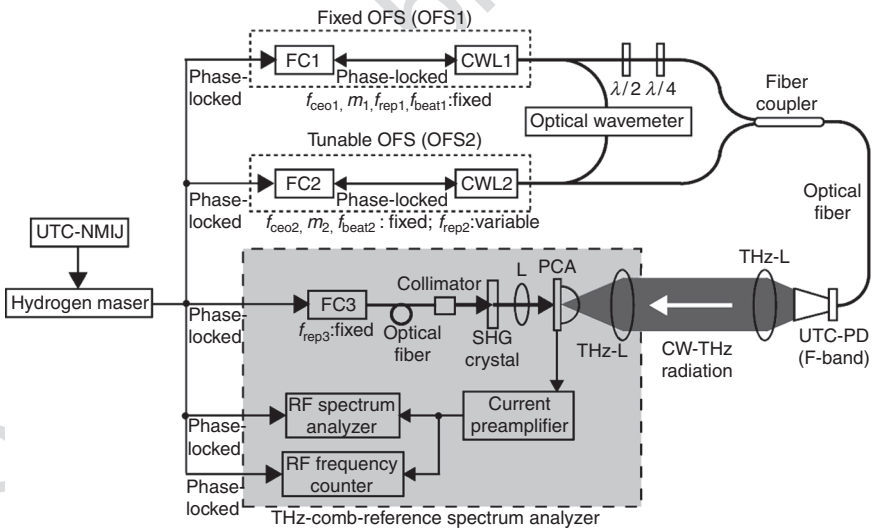 Fixed OFS (OFS1)
FC1
Phase-locked
CWL1
Phase-
locked
f_ceo1, m_1, f_rep1, f_beat1:fixed
λ/2 λ/4
Fiber
coupler
Optical wavemeter
Tunable OFS (OFS2)
FC2
Phase-locked
CWL2
Phase-
locked
f_ceo2, m_2, f_beat2 : fixed; f_rep2:variable
Optical
fiber
UTC-NMIJ
Hydrogen maser
Phase-
locked
FC3
f_rep3:fixed
Collimator
Optical
fiber
L
SHG
crystal
PCA
THz-L
THz-L
CW-THz
radiation
UTC-PD
(F-band)
RF spectrum
analyzer
Current
preamplifier
Phase-
locked
RF frequency
counter
Phase-
locked
THz-comb-reference spectrum analyzer